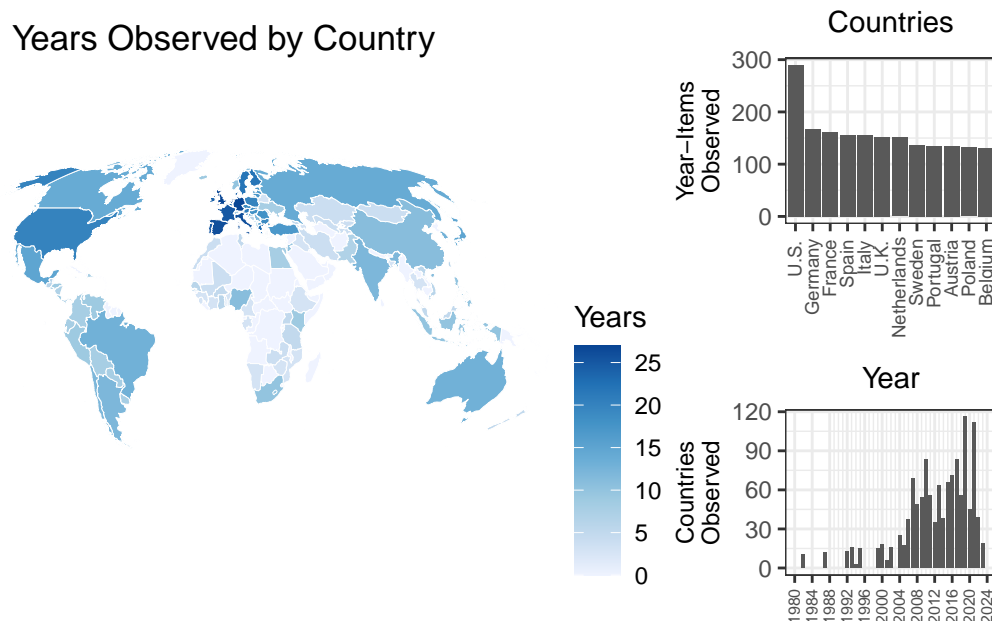 Years Observed by Country
Years
25
20
15
10
5
0
Countries
Year−Items
Observed
300
200
100
0
U.S.
Germany
France
Spain
Italy
U.K.
Netherlands
Sweden
Portugal
Austria
Poland
Belgium
Year
Countries
Observed
120
90
60
30
0
1980
1984
1988
1992
1996
2000
2004
2008
2012
2016
2020
2024